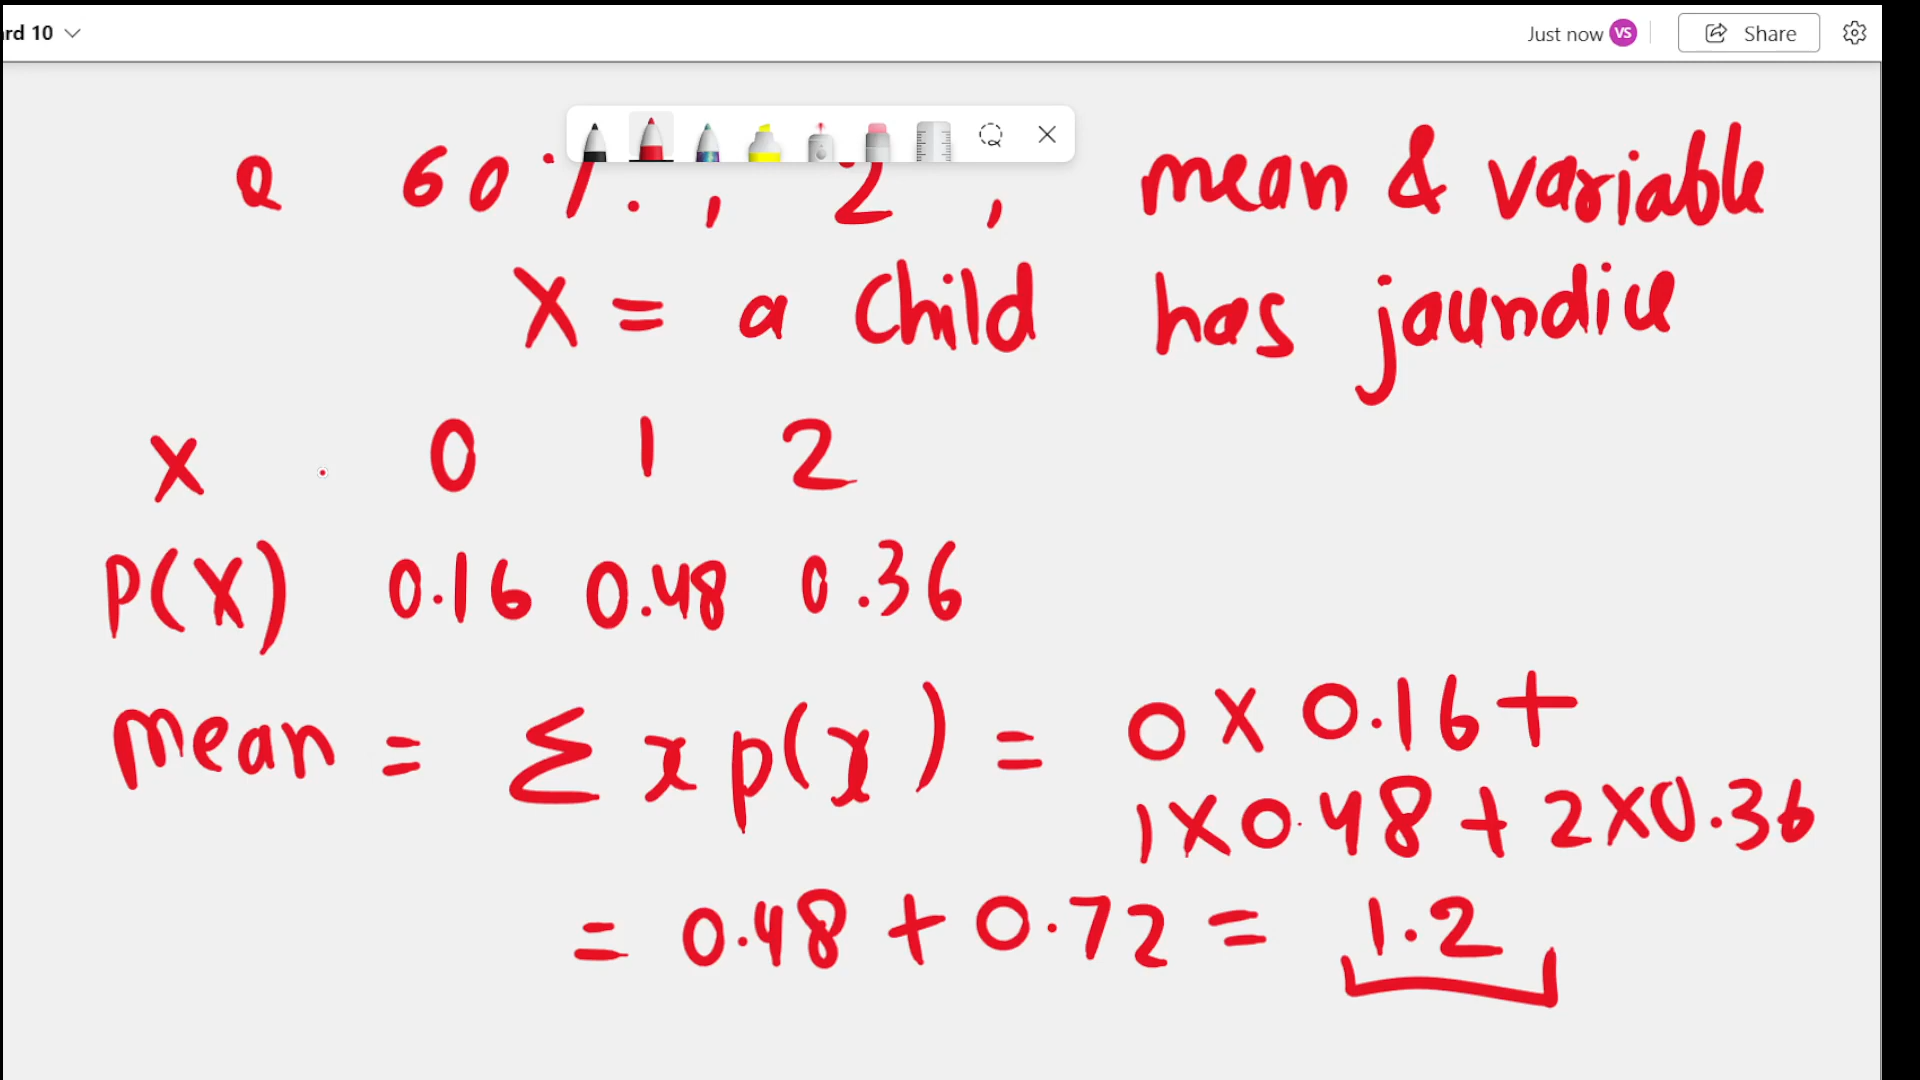 rd 10
Just now VS Share
Q 60%., 2, mean & variable
X = a child has jaundice
X 0 1 2
P(X) 0.16 0.48 0.36
mean = Σ x p(x) = 0 x 0.16 +
1 x 0.48 + 2 x 0.36
= 0.48 + 0.72 = 1.2